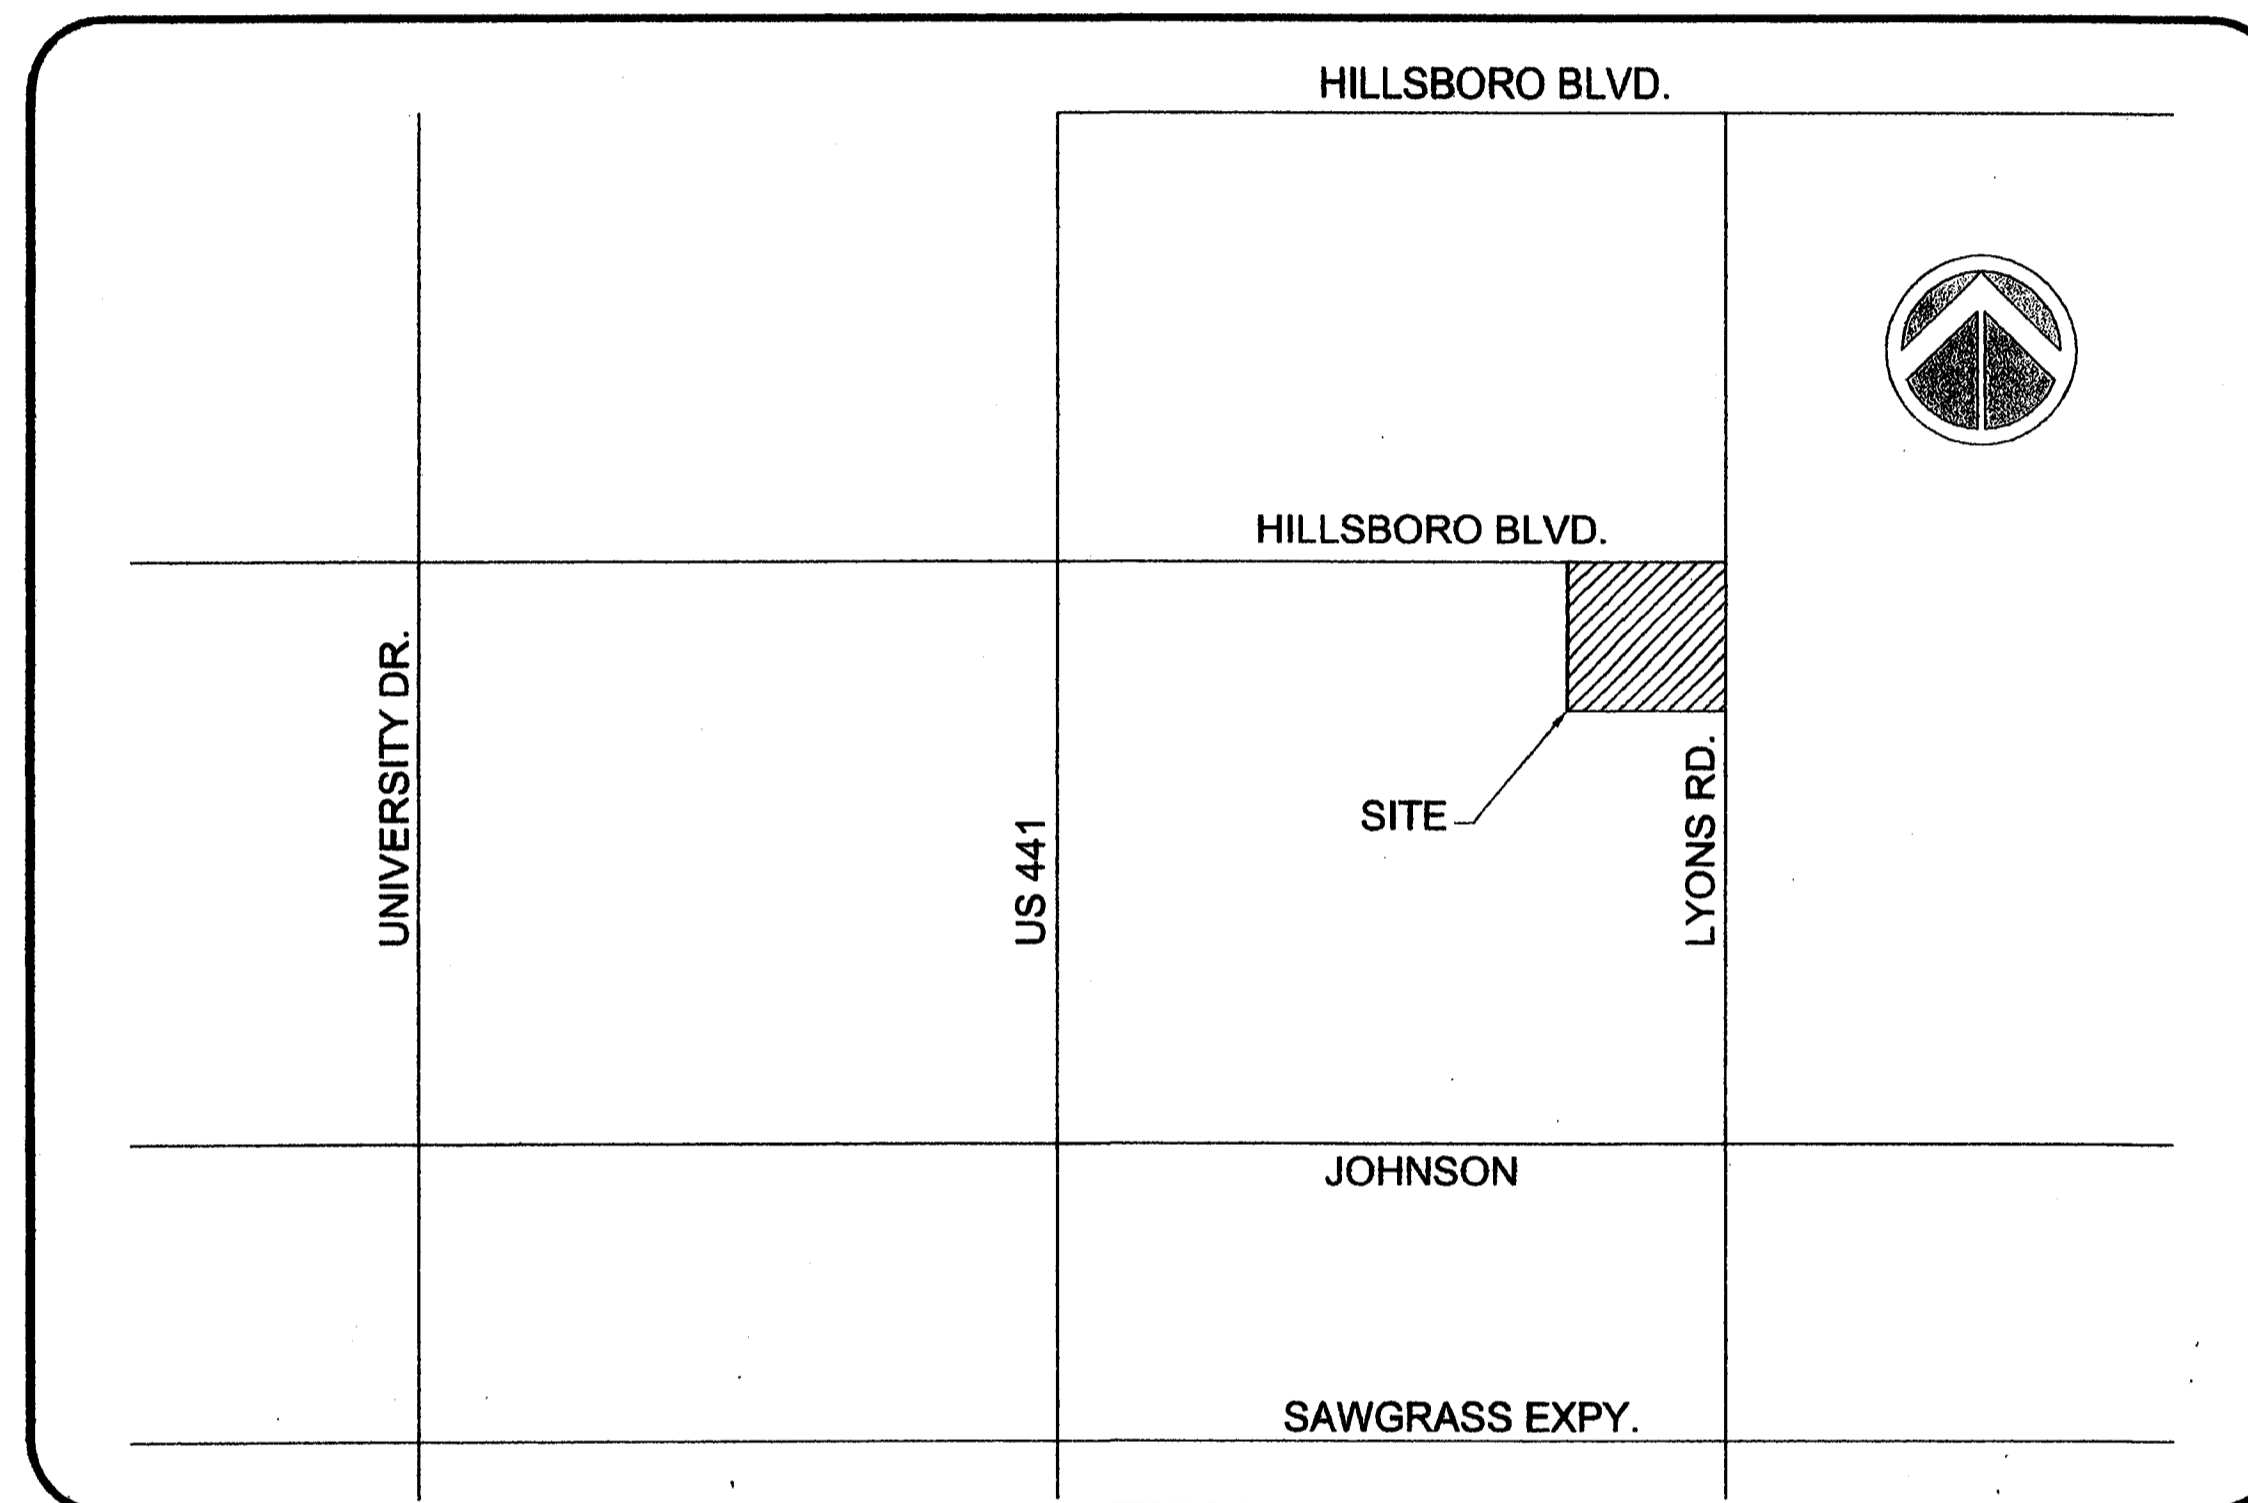 HILLSBORO BLVD.
HILLSBORO BLVD.
UNIVERSITY DR.
US 441
SITE
LYONS RD.
JOHNSON
SAWGRASS EXPY.